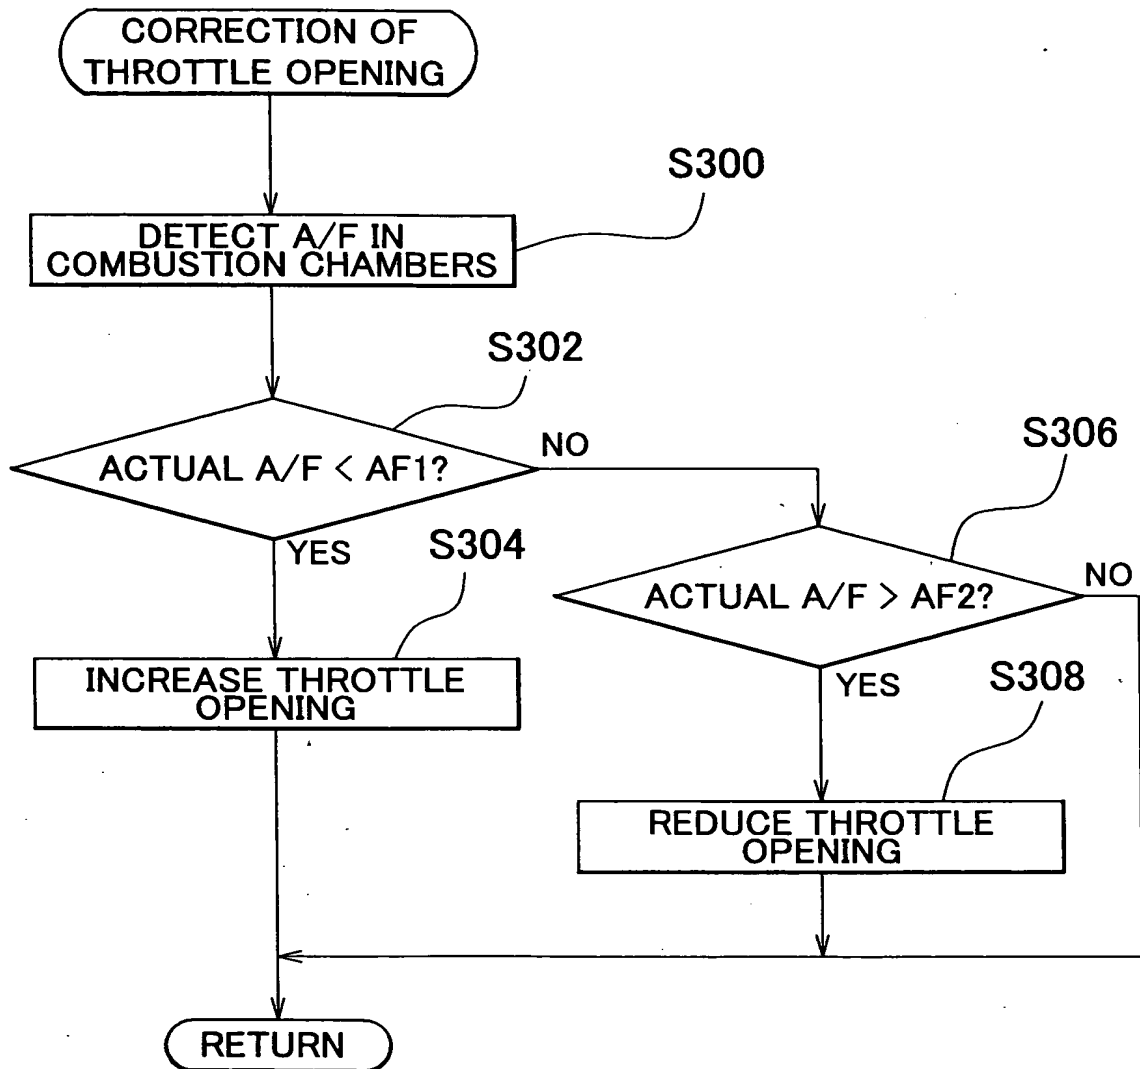 CORRECTION OF
THROTTLE OPENING
S300
DETECT A/F IN
COMBUSTION CHAMBERS
S302
ACTUAL A/F < AF1?
NO
YES
S304
INCREASE THROTTLE
OPENING
S306
ACTUAL A/F > AF2?
NO
YES
S308
REDUCE THROTTLE
OPENING
RETURN